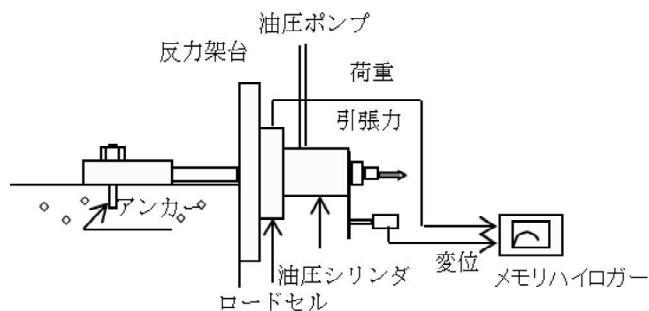 油圧ポンプ
反力架台
荷重
引張力
アンカー
変位
油圧シリンダ
メモリハイロガー
ロードセル